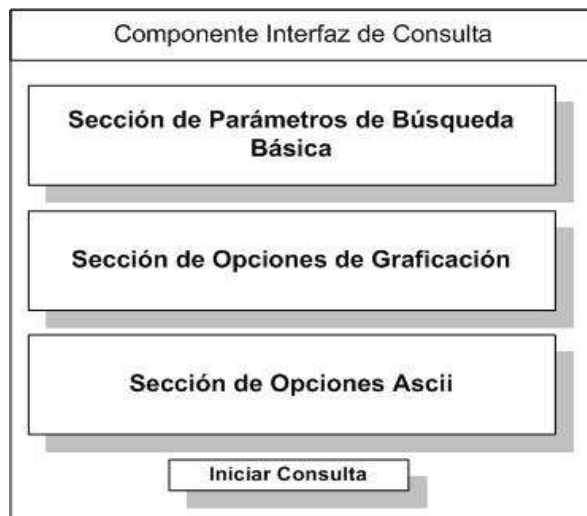 Componente Interfaz de Consulta
Sección de Parámetros de Búsqueda
Básica
Sección de Opciones de Graficación
Sección de Opciones Ascii
Iniciar Consulta